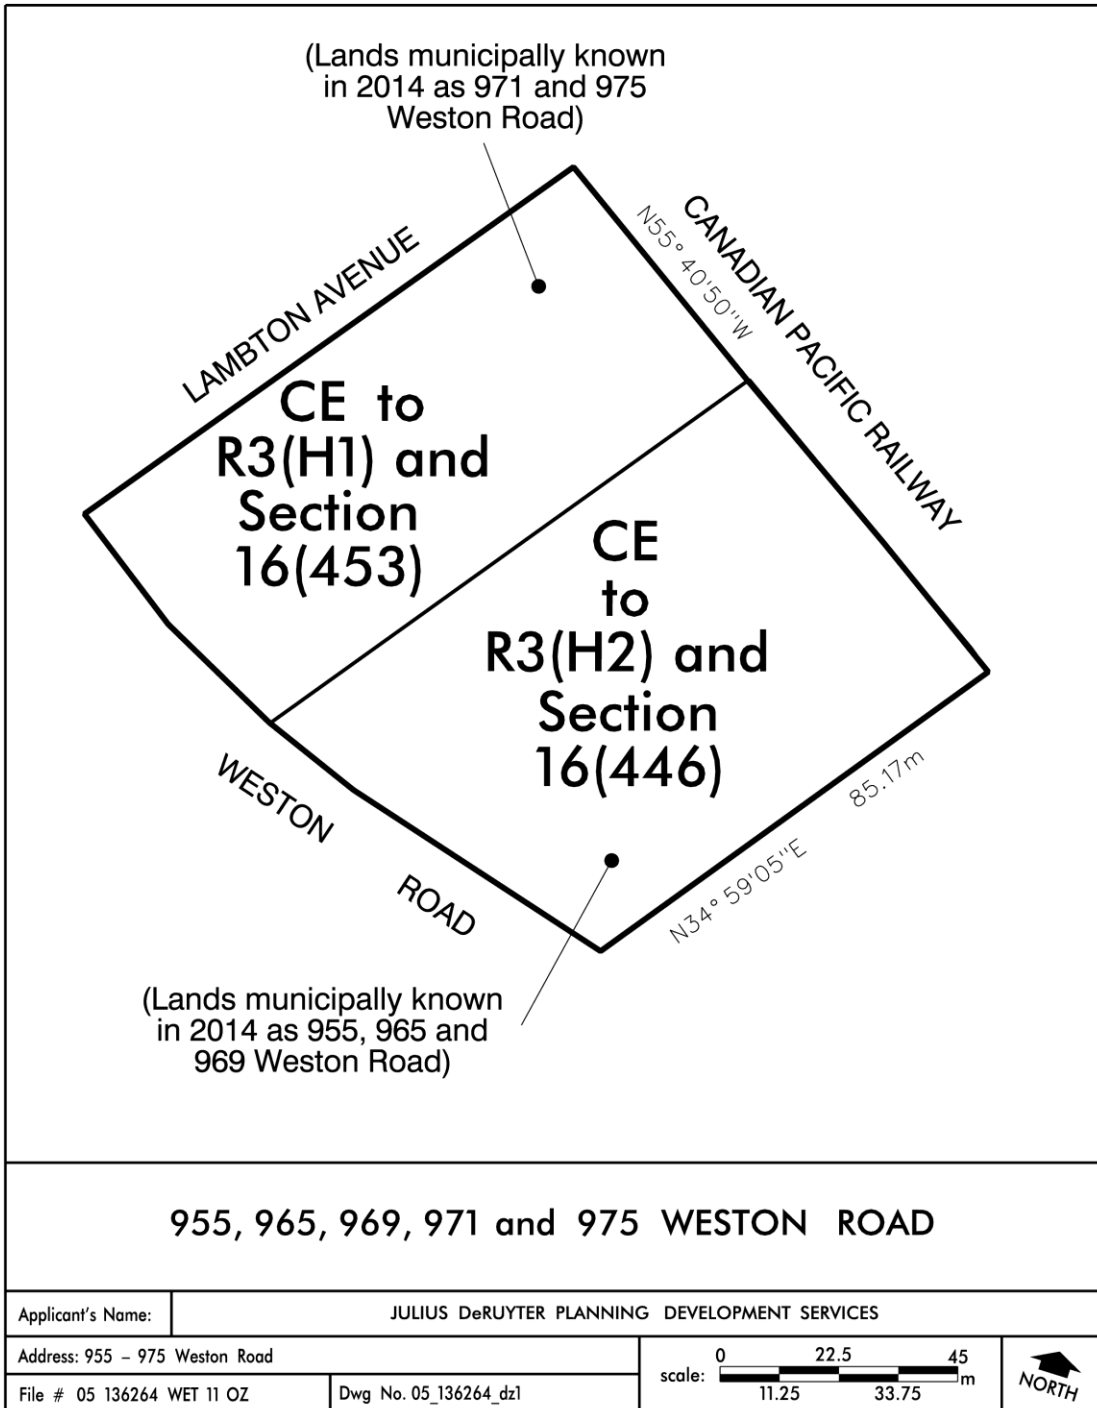 (Lands municipally known
in 2014 as 971 and 975
Weston Road)
LAMBTON AVENUE
N55° 40'50''W
CANADIAN PACIFIC RAILWAY
CE to
R3(H1) and
Section
16(453)
CE
to
R3(H2) and
Section
16(446)
WESTON ROAD
85.17m
N34° 59'05''E
(Lands municipally known
in 2014 as 955, 965 and
969 Weston Road)
955, 965, 969, 971 and 975 WESTON ROAD
Applicant's Name:
JULIUS DeRUYTER PLANNING DEVELOPMENT SERVICES
Address: 955 – 975 Weston Road
File # 05 136264 WET 11 OZ
Dwg No. 05_136264_dz1
scale:
0 22.5 45
m
11.25 33.75
NORTH